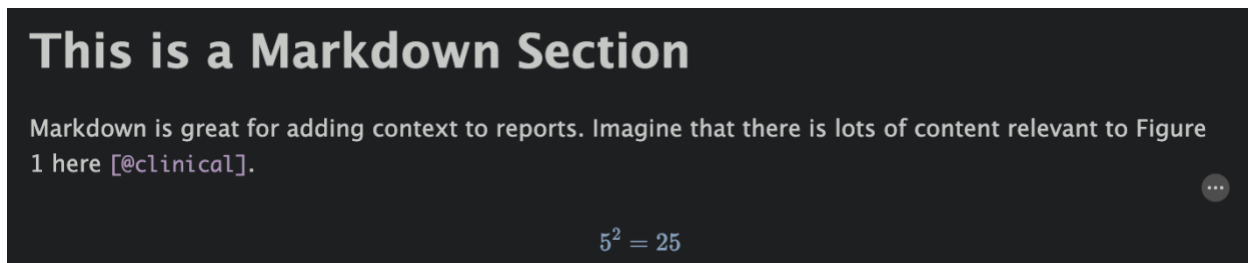 This is a Markdown Section
Markdown is great for adding context to reports. Imagine that there is lots of content relevant to Figure
1 here [@clinical].
5² = 25